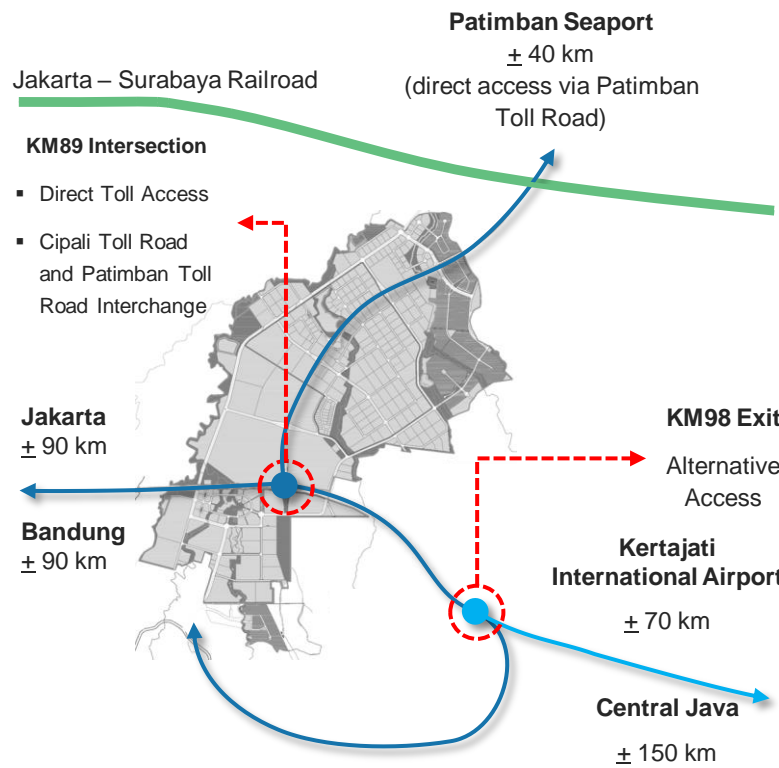 Patimban Seaport
± 40 km
(direct access via Patimban
Toll Road)
Jakarta – Surabaya Railroad
KM89 Intersection
▪ Direct Toll Access
▪ Cipali Toll Road
and Patimban Toll
Road Interchange
Jakarta
± 90 km
Bandung
± 90 km
KM98 Exit
Alternative
Access
Kertajati
International Airport
± 70 km
Central Java
± 150 km